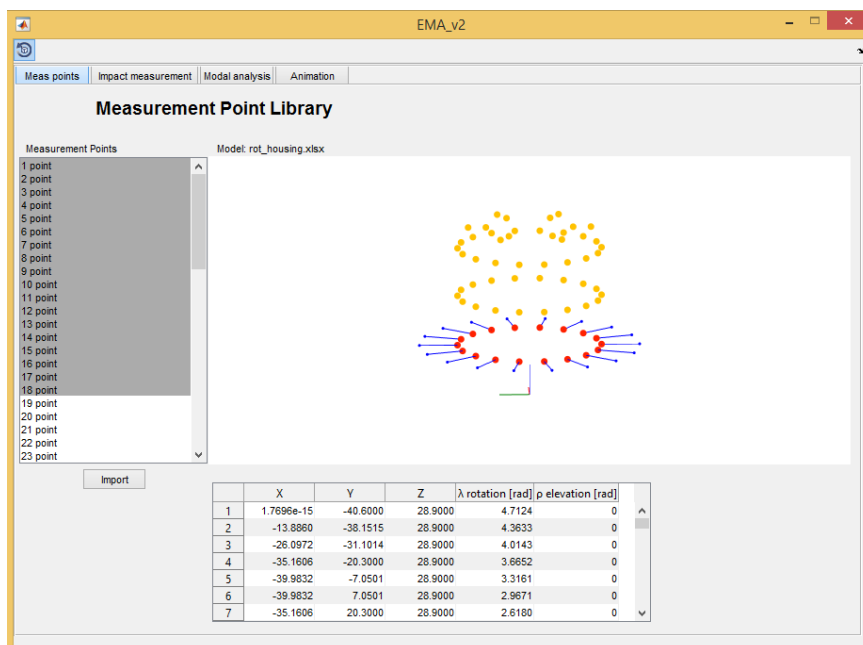 EMA_v2
Meas points Impact measurement Modal analysis Animation
Measurement Point Library
Measurement Points
Model: rot_housing.xlsx
1 point
2 point
3 point
4 point
5 point
6 point
7 point
8 point
9 point
10 point
11 point
12 point
13 point
14 point
15 point
16 point
17 point
18 point
19 point
20 point
21 point
22 point
23 point
Import
X Y Z λ rotation [rad] ρ elevation [rad]
1 1.7696e-15 -40.6000 28.9000 4.7124 0
2 -13.8860 -38.1515 28.9000 4.3633 0
3 -26.0972 -31.1014 28.9000 4.0143 0
4 -35.1606 -20.3000 28.9000 3.6652 0
5 -39.9832 -7.0501 28.9000 3.3161 0
6 -39.9832 7.0501 28.9000 2.9671 0
7 -35.1606 20.3000 28.9000 2.6180 0